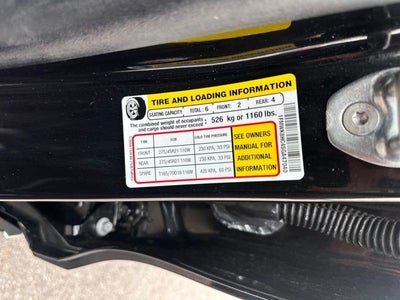 TIRE AND LOADING INFORMATION
SEATING CAPACITY TOTAL: 6 FRONT: 2 REAR: 4
The combined weight of occupants and cargo should never exceed: 526 kg or 1160 lbs.
TIRE SIZE COLD TIRE PRESSURE
FRONT 275/45R21 110W 230 KPA, 33 PSI
REAR 275/45R21 110W 230 KPA, 33 PSI
SPARE T165/70D19 116M 420 KPA, 60 PSI
SEE OWNERS
MANUAL FOR
ADDITIONAL
INFORMATION